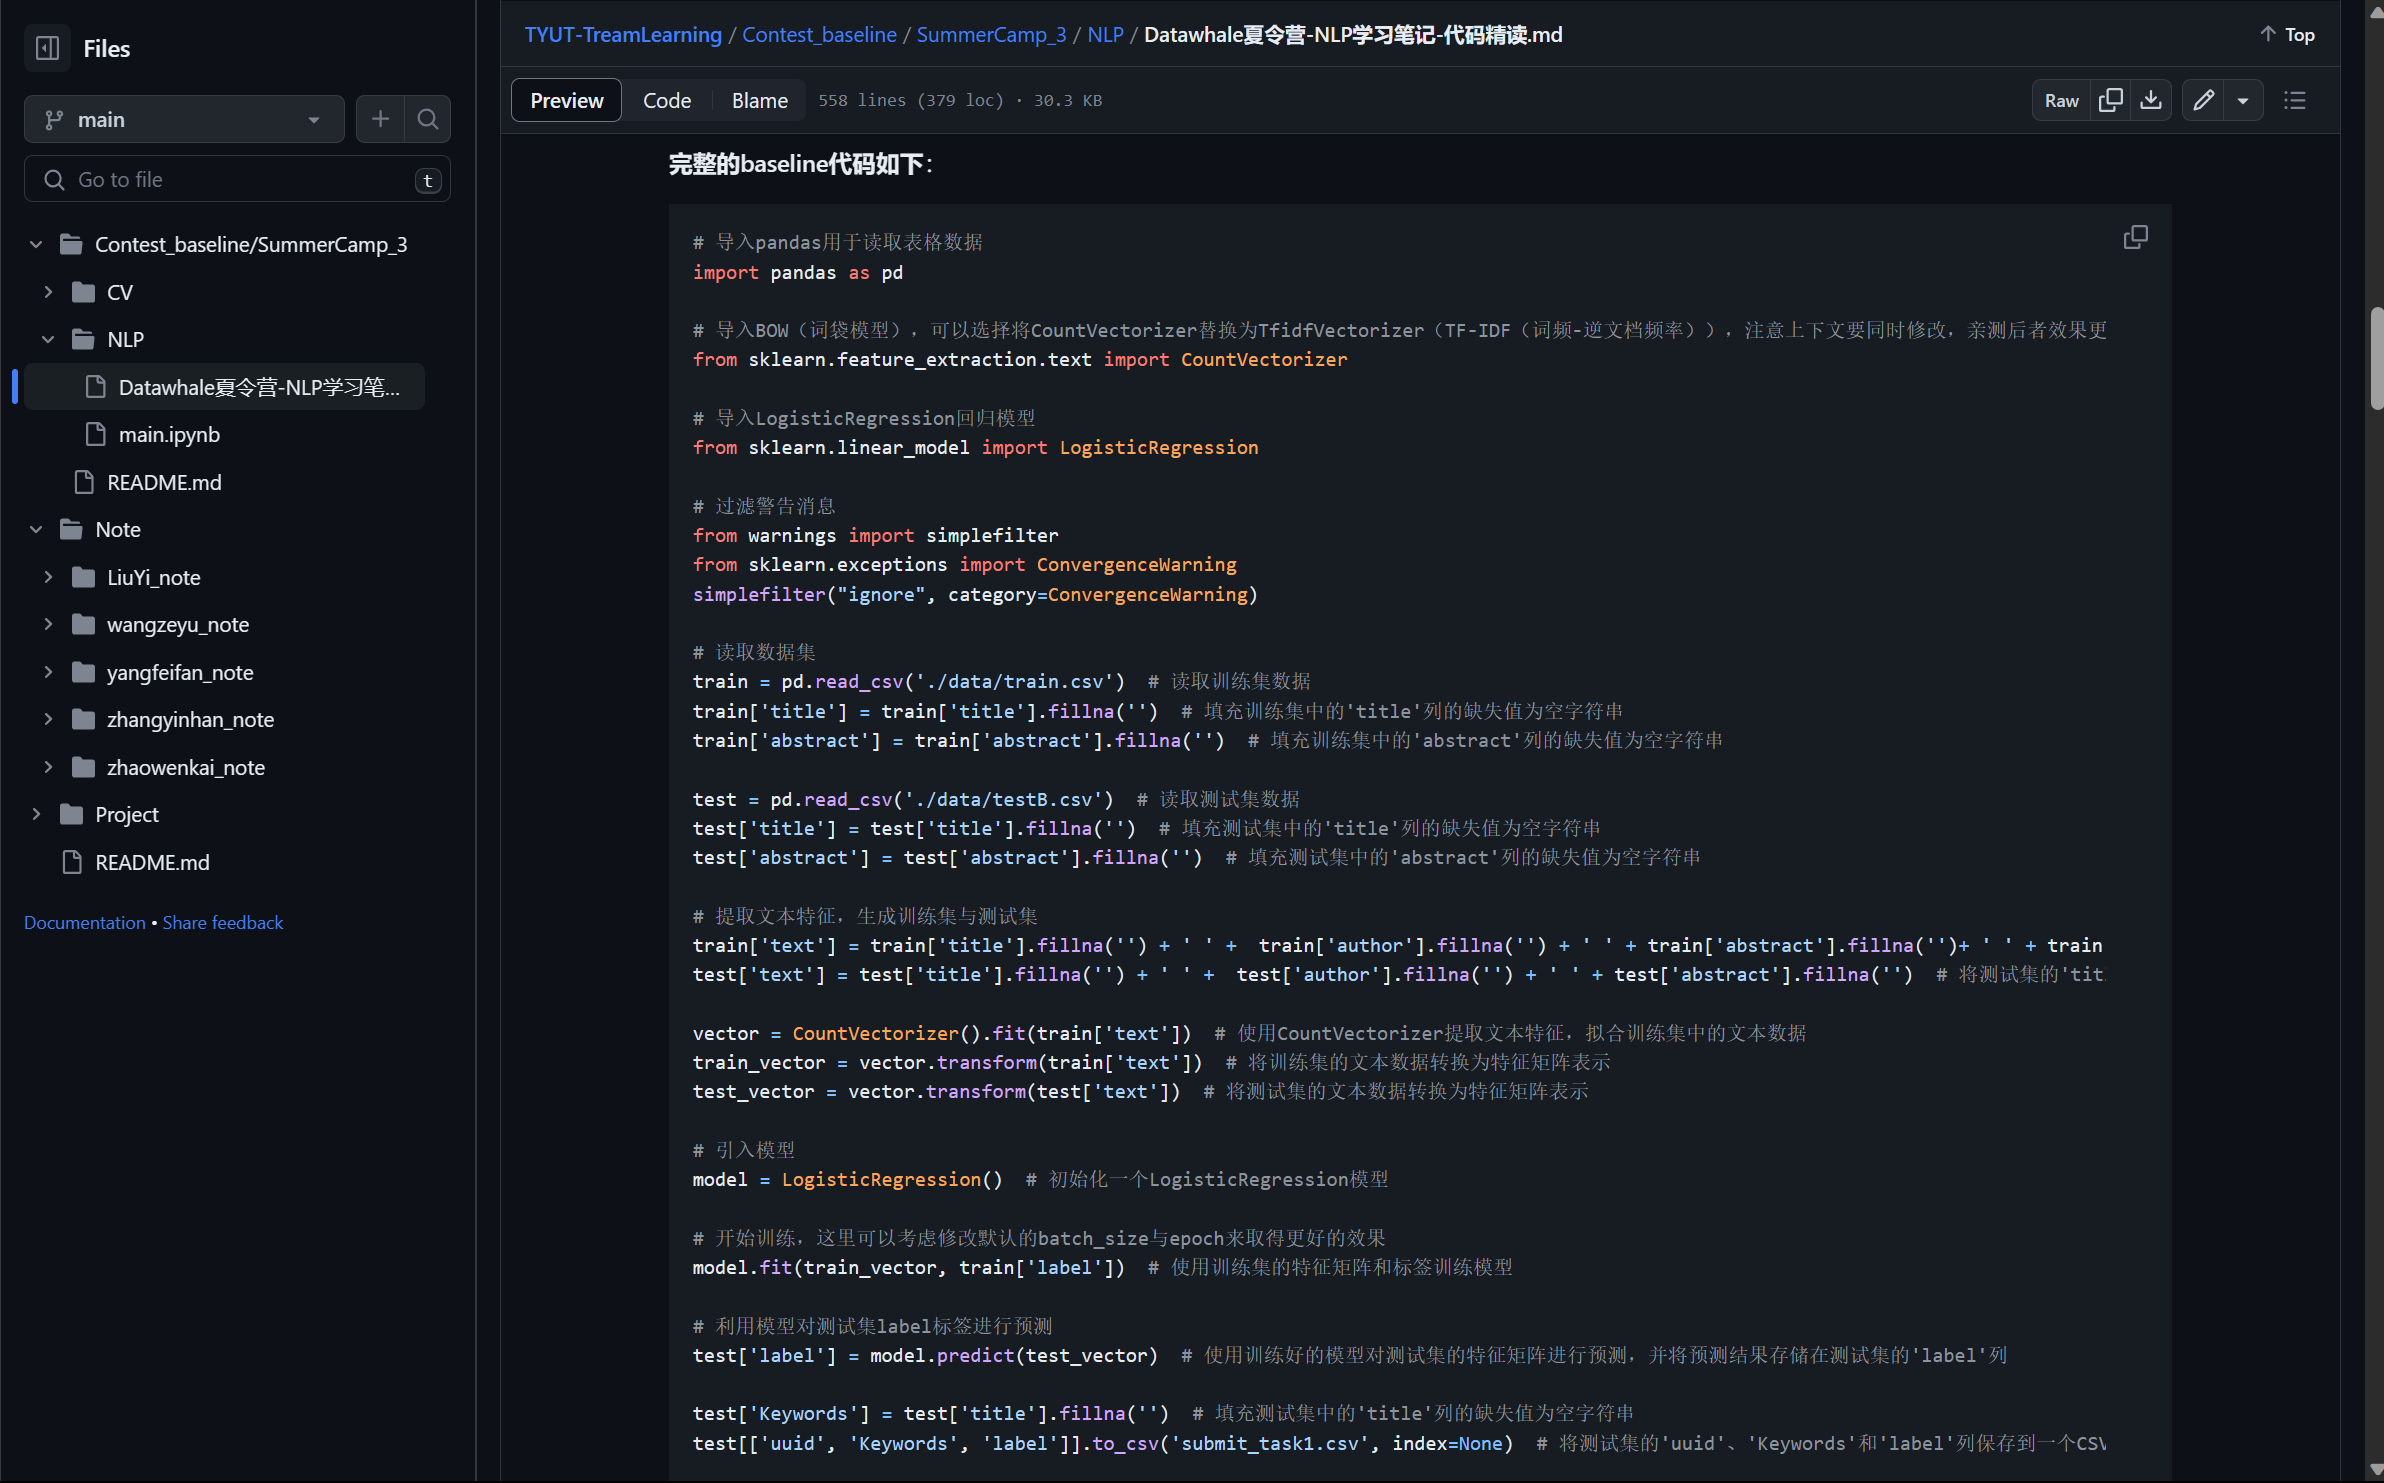 Files
main
Go to file
t
Contest_baseline/SummerCamp_3
CV
NLP
Datawhale夏令营-NLP学习笔...
main.ipynb
README.md
Note
LiuYi_note
wangzeyu_note
yangfeifan_note
zhangyinhan_note
zhaowenkai_note
Project
README.md
Documentation • Share feedback
TYUT-TreamLearning / Contest_baseline / SummerCamp_3 / NLP / Datawhale夏令营-NLP学习笔记-代码精读.md
Top
Preview
Code
Blame
558 lines (379 loc) · 30.3 KB
Raw
完整的baseline代码如下：
# 导入pandas用于读取表格数据
import pandas as pd
# 导入BOW（词袋模型），可以选择将CountVectorizer替换为TfidfVectorizer（TF-IDF（词频-逆文档频率）），注意上下文要同时修改，亲测后者效果更
from sklearn.feature_extraction.text import CountVectorizer
# 导入LogisticRegression回归模型
from sklearn.linear_model import LogisticRegression
# 过滤警告消息
from warnings import simplefilter
from sklearn.exceptions import ConvergenceWarning
simplefilter("ignore", category=ConvergenceWarning)
# 读取数据集
train = pd.read_csv('./data/train.csv')  # 读取训练集数据
train['title'] = train['title'].fillna('')  # 填充训练集中的'title'列的缺失值为空字符串
train['abstract'] = train['abstract'].fillna('')  # 填充训练集中的'abstract'列的缺失值为空字符串
test = pd.read_csv('./data/testB.csv')  # 读取测试集数据
test['title'] = test['title'].fillna('')  # 填充测试集中的'title'列的缺失值为空字符串
test['abstract'] = test['abstract'].fillna('')  # 填充测试集中的'abstract'列的缺失值为空字符串
# 提取文本特征，生成训练集与测试集
train['text'] = train['title'].fillna('') + ' ' +  train['author'].fillna('') + ' ' + train['abstract'].fillna('')+ ' ' + train
test['text'] = test['title'].fillna('') + ' ' +  test['author'].fillna('') + ' ' + test['abstract'].fillna('')  # 将测试集的'tit
vector = CountVectorizer().fit(train['text'])  # 使用CountVectorizer提取文本特征，拟合训练集中的文本数据
train_vector = vector.transform(train['text'])  # 将训练集的文本数据转换为特征矩阵表示
test_vector = vector.transform(test['text'])  # 将测试集的文本数据转换为特征矩阵表示
# 引入模型
model = LogisticRegression()  # 初始化一个LogisticRegression模型
# 开始训练，这里可以考虑修改默认的batch_size与epoch来取得更好的效果
model.fit(train_vector, train['label'])  # 使用训练集的特征矩阵和标签训练模型
# 利用模型对测试集label标签进行预测
test['label'] = model.predict(test_vector)  # 使用训练好的模型对测试集的特征矩阵进行预测，并将预测结果存储在测试集的'label'列
test['Keywords'] = test['title'].fillna('')  # 填充测试集中的'title'列的缺失值为空字符串
test[['uuid', 'Keywords', 'label']].to_csv('submit_task1.csv', index=None)  # 将测试集的'uuid'、'Keywords'和'label'列保存到一个CSV